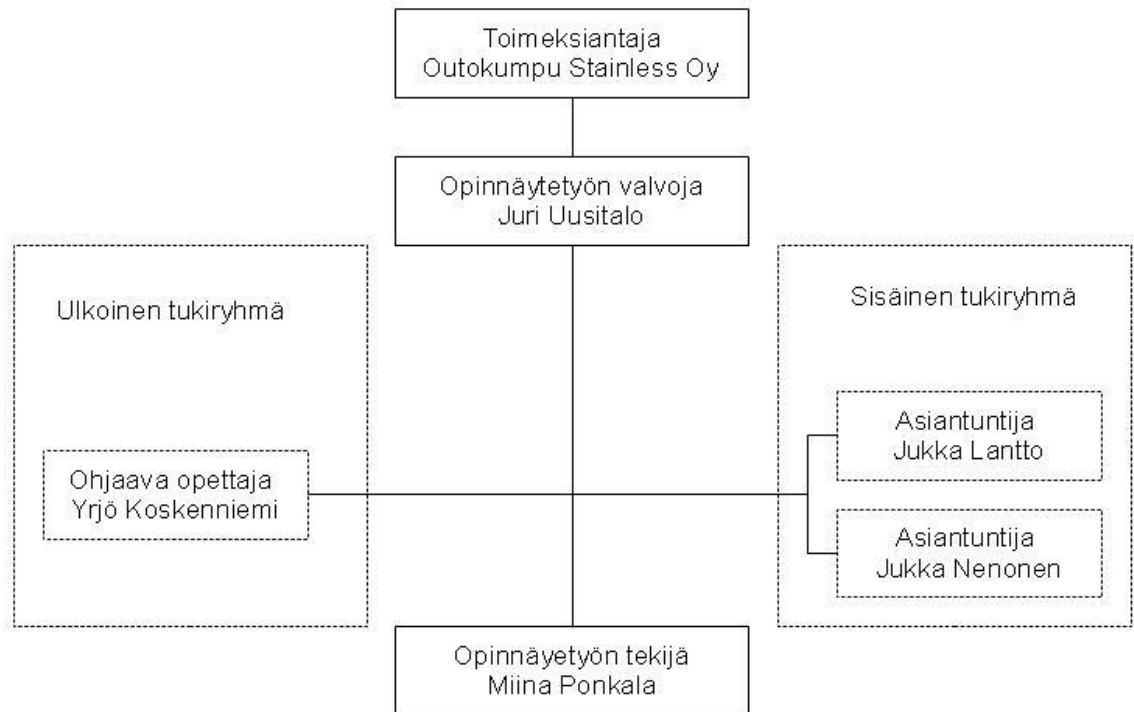 Toimeksiantaja
Outokumpu Stainless Oy
Opinnäytetyön valvoja
Juri Uusitalo
Ulkoinen tukiryhmä
Ohjaava opettaja
Yrjö Koskenniemi
Sisäinen tukiryhmä
Asiantuntija
Jukka Lantto
Asiantuntija
Jukka Nenonen
Opinnäyetyön tekijä
Miina Ponkala